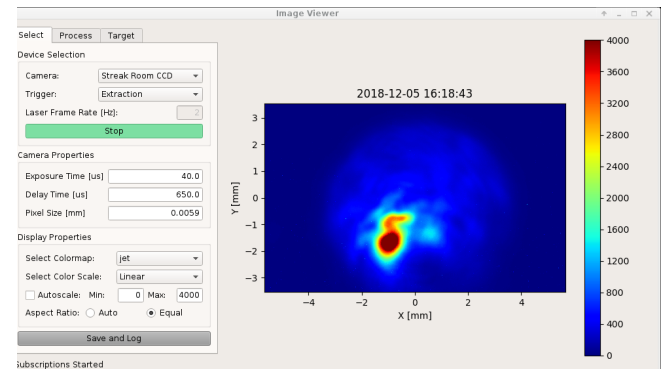 Image Viewer
Select Process Target
Device Selection
Camera: Streak Room CCD
Trigger: Extraction
Laser Frame Rate [Hz]: 2
Stop
Camera Properties
Exposure Time [us] 40.0
Delay Time [us] 650.0
Pixel Size [mm] 0.0059
Display Properties
Select Colormap: jet
Select Color Scale: Linear
Autoscale: Min: 0 Max: 4000
Aspect Ratio: Auto Equal
Save and Log
Subscriptions Started
2018-12-05 16:18:43
Y [mm]
3
2
1
0
−1
−2
−3
−4 −2 0 2 4
X [mm]
4000
3600
3200
2800
2400
2000
1600
1200
800
400
0